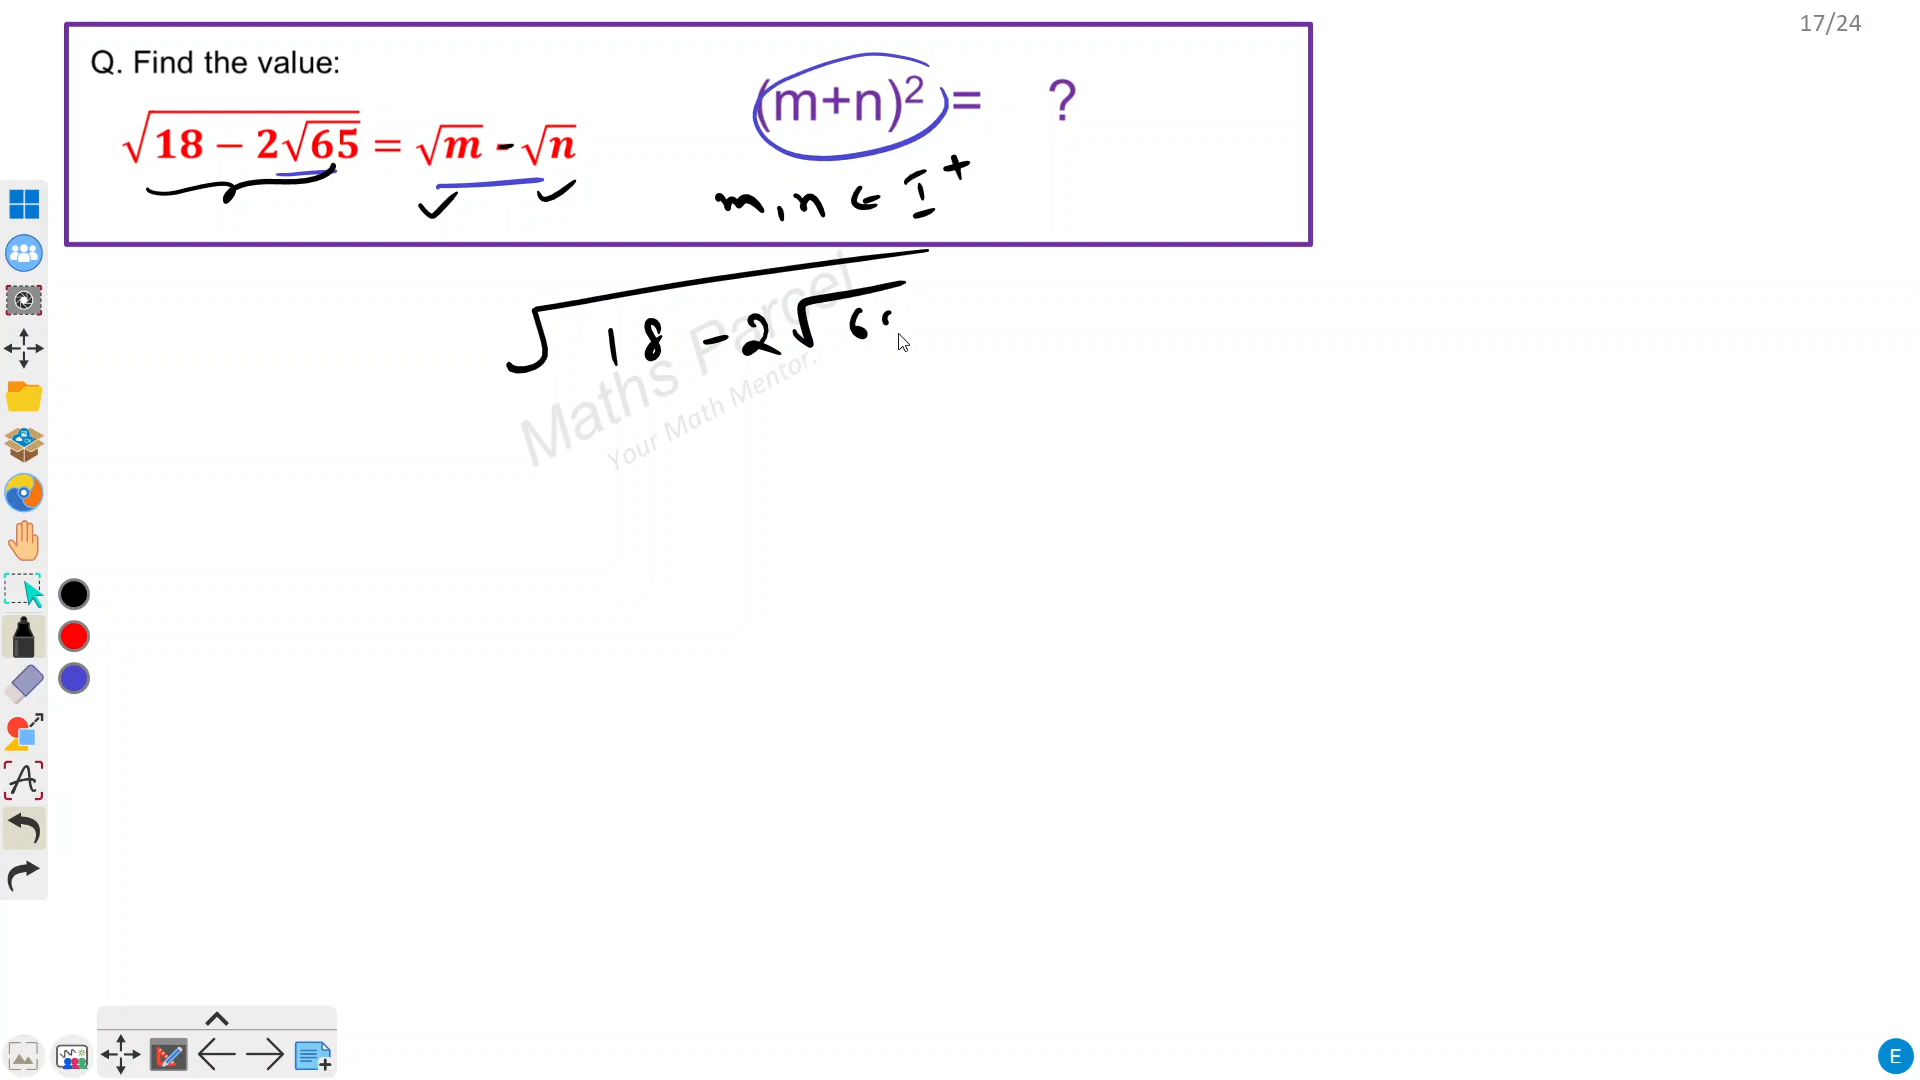 17/24
Q. Find the value:
√(18 − 2√65) = √m - √n
(m+n)² = ?
m, n ∈ I⁺
√(18 − 2√6
Maths Parcel
Your Math Mentor.
E